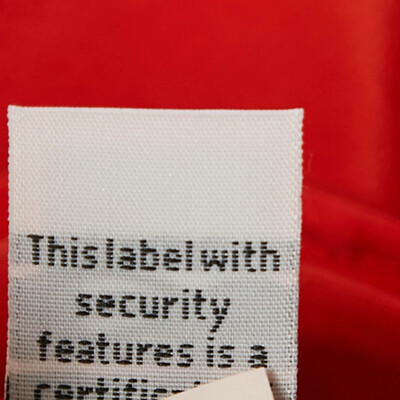 This label with
security
features is a